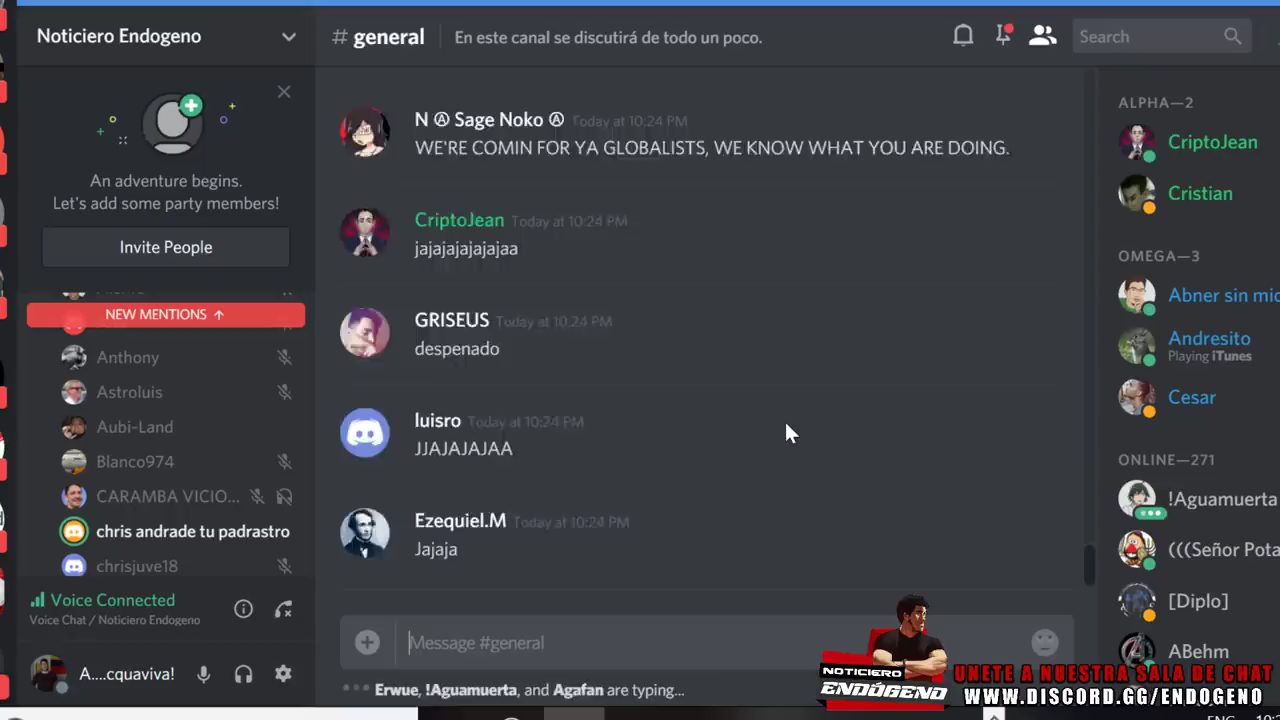 Noticiero Endogeno
# general
En este canal se discutirá de todo un poco.
Search
An adventure begins.
Let's add some party members!
Invite People
NEW MENTIONS ↑
Anthony
Astroluis
Aubi-Land
Blanco974
CARAMBA VICIO...
chris andrade tu padrastro
chrisjuve18
Voice Connected
Voice Chat / Noticiero Endogeno
A....cquaviva!
N Ⓐ Sage Noko Ⓐ Today at 10:24 PM
WE'RE COMIN FOR YA GLOBALISTS, WE KNOW WHAT YOU ARE DOING.
CriptoJean Today at 10:24 PM
jajajajajajajaa
GRISEUS Today at 10:24 PM
despenado
luisro Today at 10:24 PM
JJAJAJAJAA
Ezequiel.M Today at 10:24 PM
Jajaja
Message #general
Erwue, !Aguamuerta, and Agafan are typing...
ALPHA—2
CriptoJean
Cristian
OMEGA—3
Abner sin mic
Andresito
Playing iTunes
Cesar
ONLINE—271
!Aguamuerta
(((Señor Pota
[Diplo]
ABehm
NOTICIERO
ENDÓGENO
UNETE A NUESTRA SALA DE CHAT
WWW.DISCORD.GG/ENDOGENO
ENG